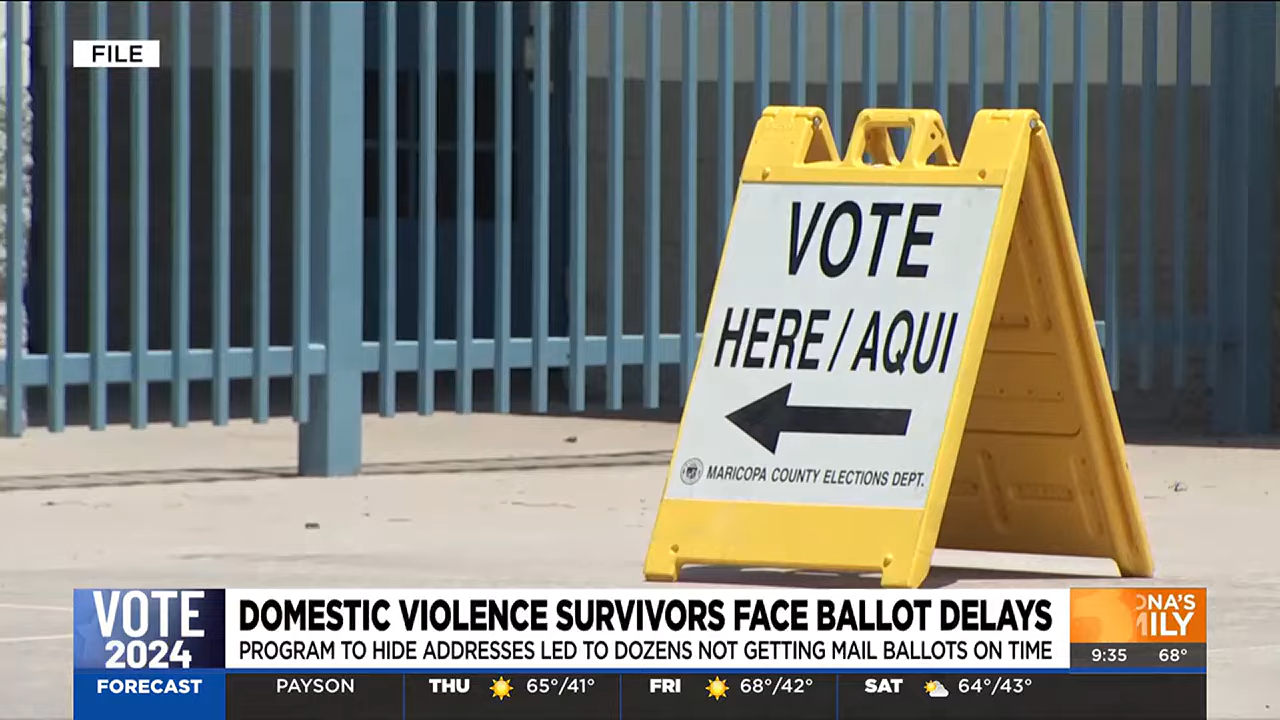 FILE
VOTE
HERE / AQUI
MARICOPA COUNTY ELECTIONS DEPT.
VOTE
2024
DOMESTIC VIOLENCE SURVIVORS FACE BALLOT DELAYS
PROGRAM TO HIDE ADDRESSES LED TO DOZENS NOT GETTING MAIL BALLOTS ON TIME
ONA'S
MILY
9:35 68°
FORECAST PAYSON THU 65°/41° FRI 68°/42° SAT 64°/43°